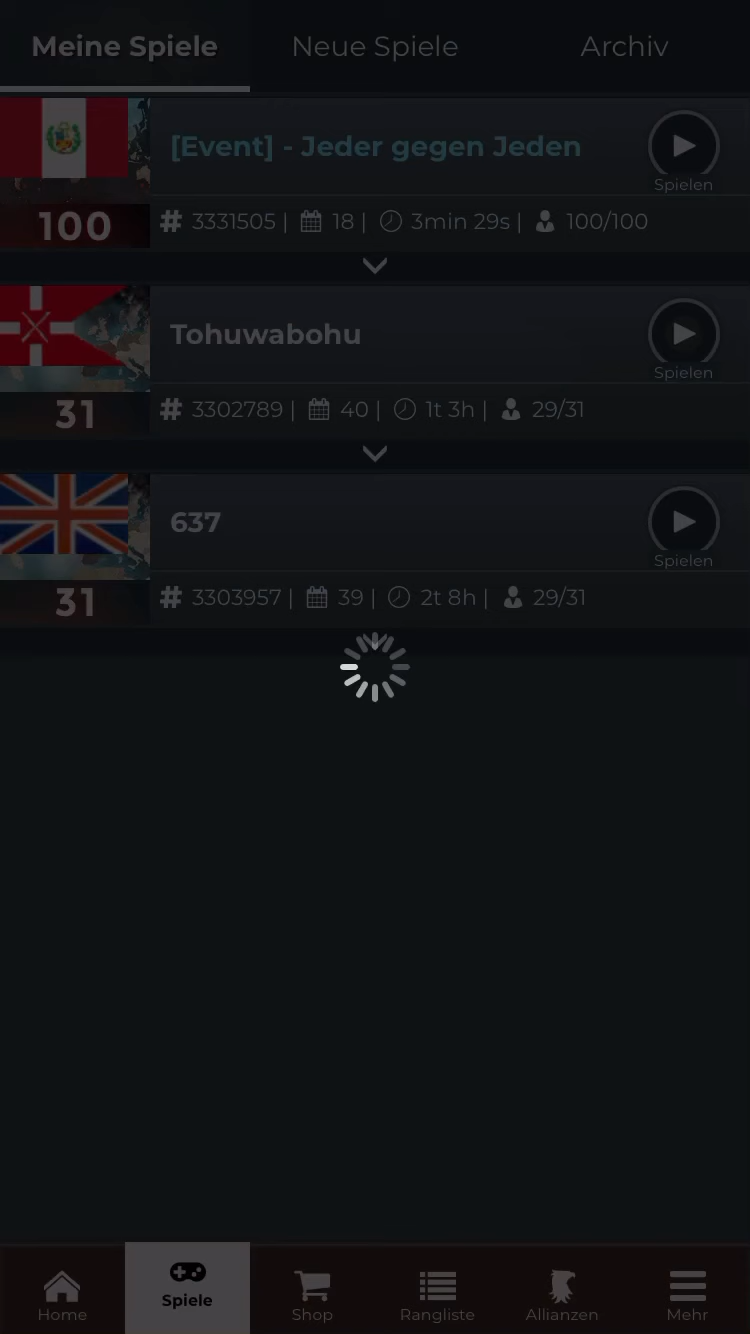 Meine Spiele Neue Spiele Archiv
[Event] - Jeder gegen Jeden
Spielen
100 # 3331505 | 18 | 3min 29s | 100/100
Tohuwabohu
Spielen
31 # 3302789 | 40 | 1t 3h | 29/31
637
Spielen
31 # 3303957 | 39 | 2t 8h | 29/31
Home Spiele Shop Rangliste Allianzen Mehr